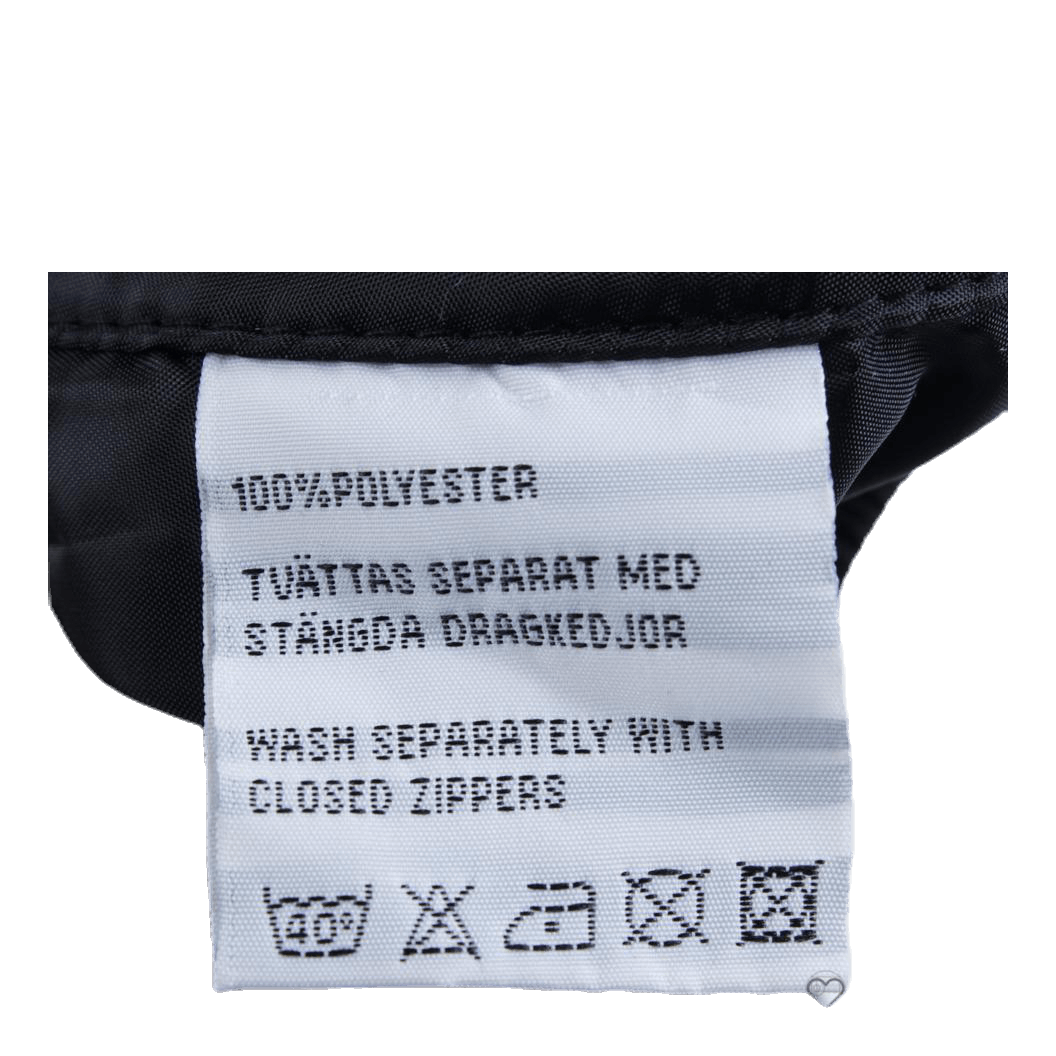 100%POLYESTER
TVÄTTAS SEPARAT MED
STÄNGDA DRAGKEDJOR
WASH SEPARATELY WITH
CLOSED ZIPPERS
40°